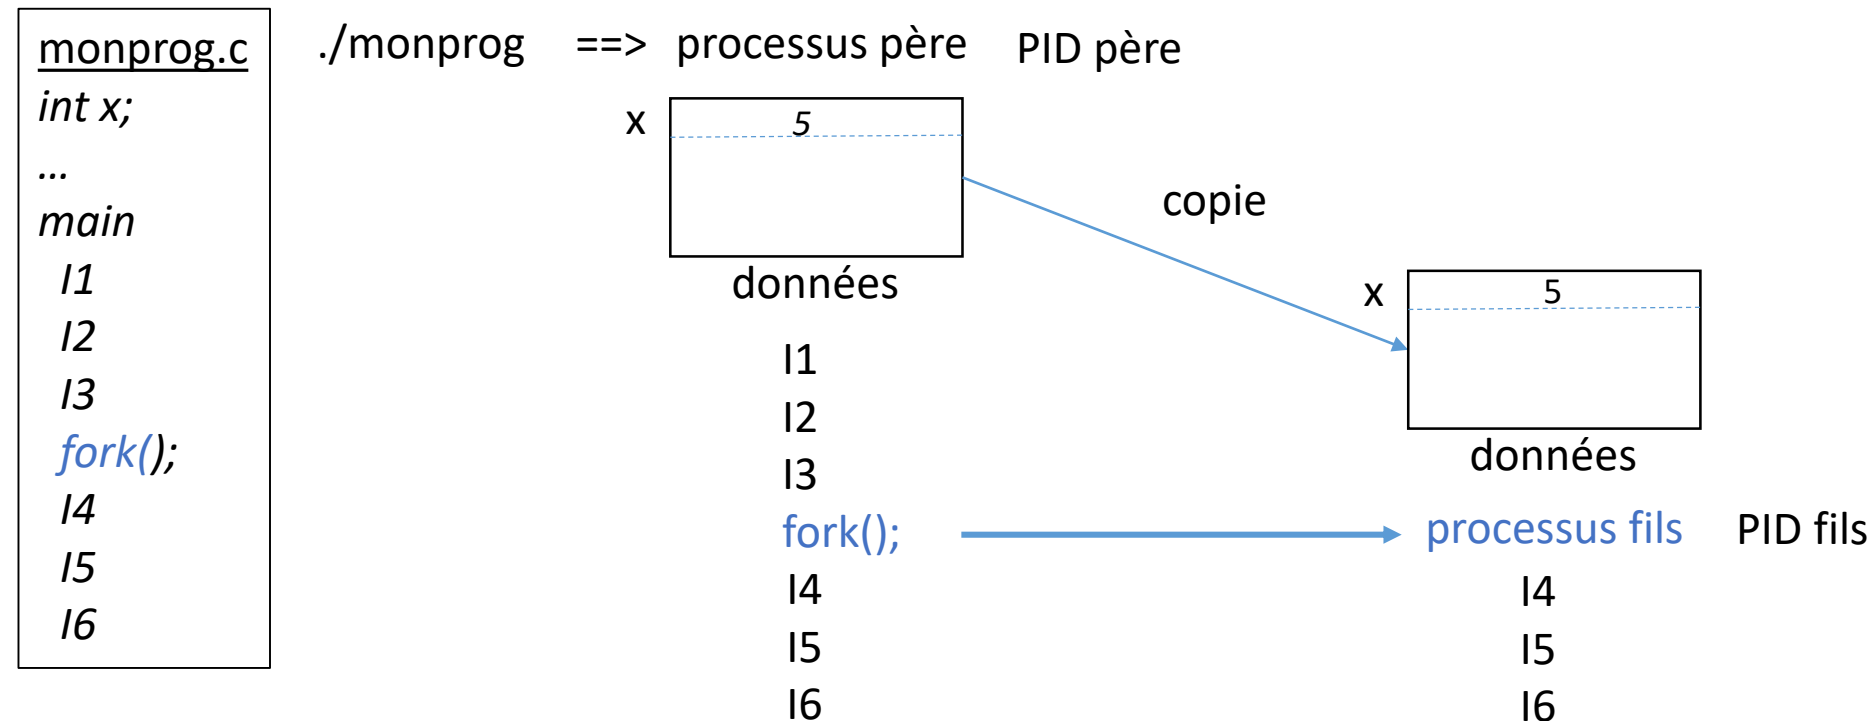 monprog.c
int x;
…
main
I1
I2
I3
fork();
I4
I5
I6
./monprog ==> processus père PID père
x 5
données
copie
x 5
données
I1
I2
I3
fork(); processus fils PID fils
I4
I5
I6
I4
I5
I6